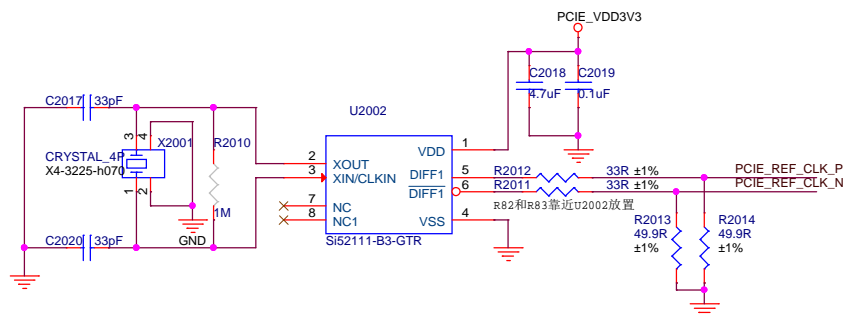 PCIE_VDD3V3
C2018
4.7uF
C2019
0.1uF
C2017
33pF
U2002
3
4
X2001
R2010
CRYSTAL_4P
X4-3225-h070
1
2
1M
2
XOUT
3
XIN/CLKIN
7
NC
8
NC1
VDD
1
DIFF1
5
DIFF1
6
VSS
4
Si52111-B3-GTR
R2012
33R ±1%
PCIE_REF_CLK_P
R2011
33R ±1%
PCIE_REF_CLK_N
R82和R83靠近U2002放置
R2013
49.9R
±1%
R2014
49.9R
±1%
C2020
33pF
GND